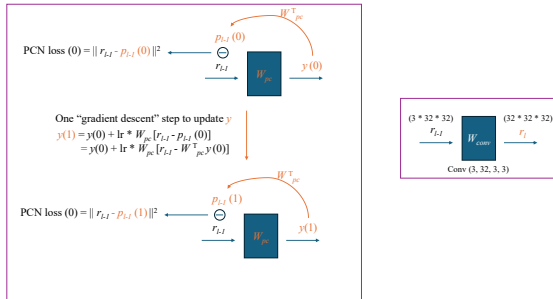 W^T_pc
p_{l-1}(0)
PCN loss (0) = || r_{l-1} - p_{l-1}(0) ||²
r_{l-1}
W_pc
y(0)
One “gradient descent” step to update y
y(1) = y(0) + lr * W_pc [r_{l-1} - p_{l-1}(0)]
= y(0) + lr * W_pc [r_{l-1} - W^T_pc y(0)]
W^T_pc
p_{l-1}(1)
PCN loss (0) = || r_{l-1} - p_{l-1}(1) ||²
r_{l-1}
W_pc
y(1)
(3 * 32 * 32)
(32 * 32 * 32)
r_{l-1}
W_conv
r_l
Conv (3, 32, 3, 3)